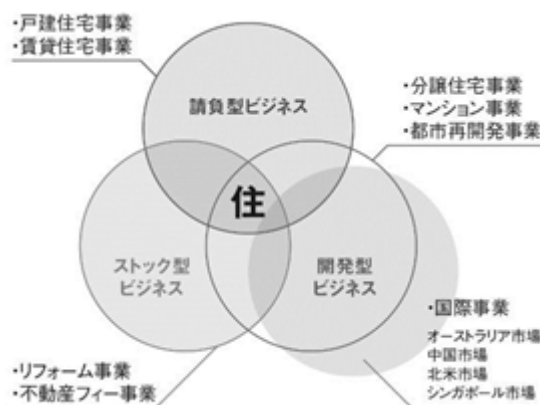 ・戸建住宅事業
・賃貸住宅事業
請負型ビジネス
・分譲住宅事業
・マンション事業
・都市再開発事業
住
ストック型
ビジネス
開発型
ビジネス
・国際事業
オーストラリア市場
中国市場
北米市場
シンガポール市場
・リフォーム事業
・不動産フィー事業